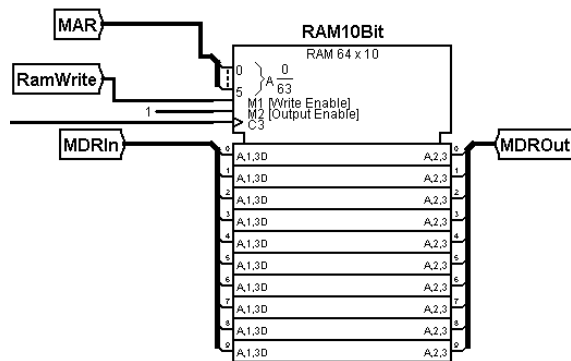 MAR
RAM10Bit
RAM 64 x 10
0
5
A
0
63
RamWrite
M1 [Write Enable]
1
M2 [Output Enable]
C3
MDRIn
MDROut
0 A,1,3D A,2,3 0
1 A,1,3D A,2,3 1
2 A,1,3D A,2,3 2
3 A,1,3D A,2,3 3
4 A,1,3D A,2,3 4
5 A,1,3D A,2,3 5
6 A,1,3D A,2,3 6
7 A,1,3D A,2,3 7
8 A,1,3D A,2,3 8
9 A,1,3D A,2,3 9